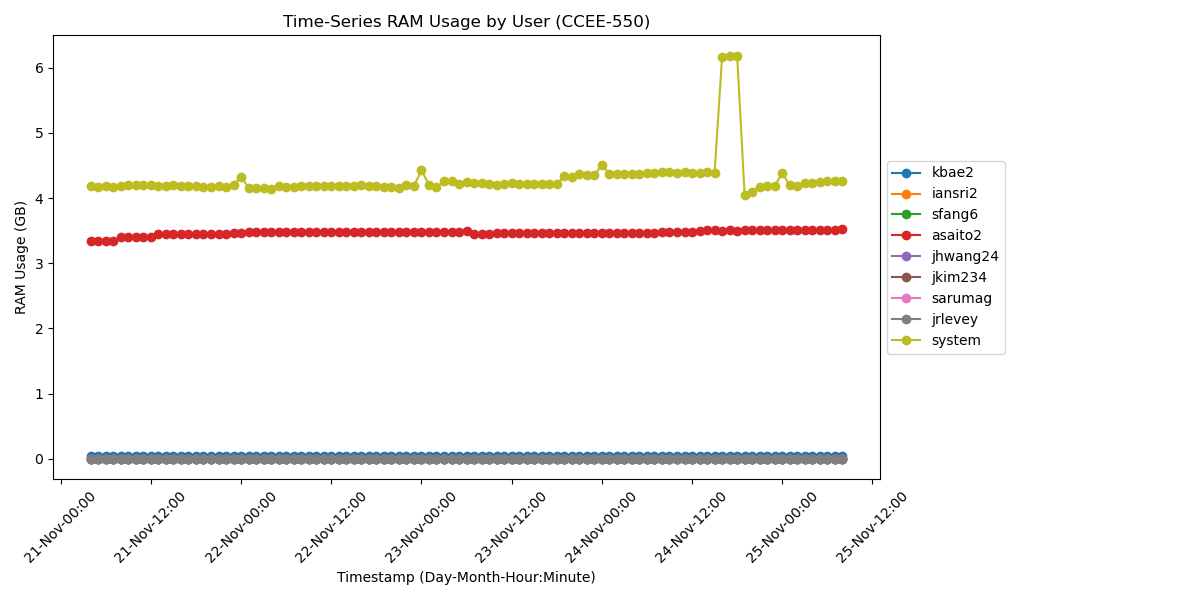 Time-Series RAM Usage by User (CCEE-550)
RAM Usage (GB)
6
5
4
3
2
1
0
21-Nov-00:00
21-Nov-12:00
22-Nov-00:00
22-Nov-12:00
23-Nov-00:00
23-Nov-12:00
24-Nov-00:00
24-Nov-12:00
25-Nov-00:00
25-Nov-12:00
Timestamp (Day-Month-Hour:Minute)
kbae2
iansri2
sfang6
asaito2
jhwang24
jkim234
sarumag
jrlevey
system